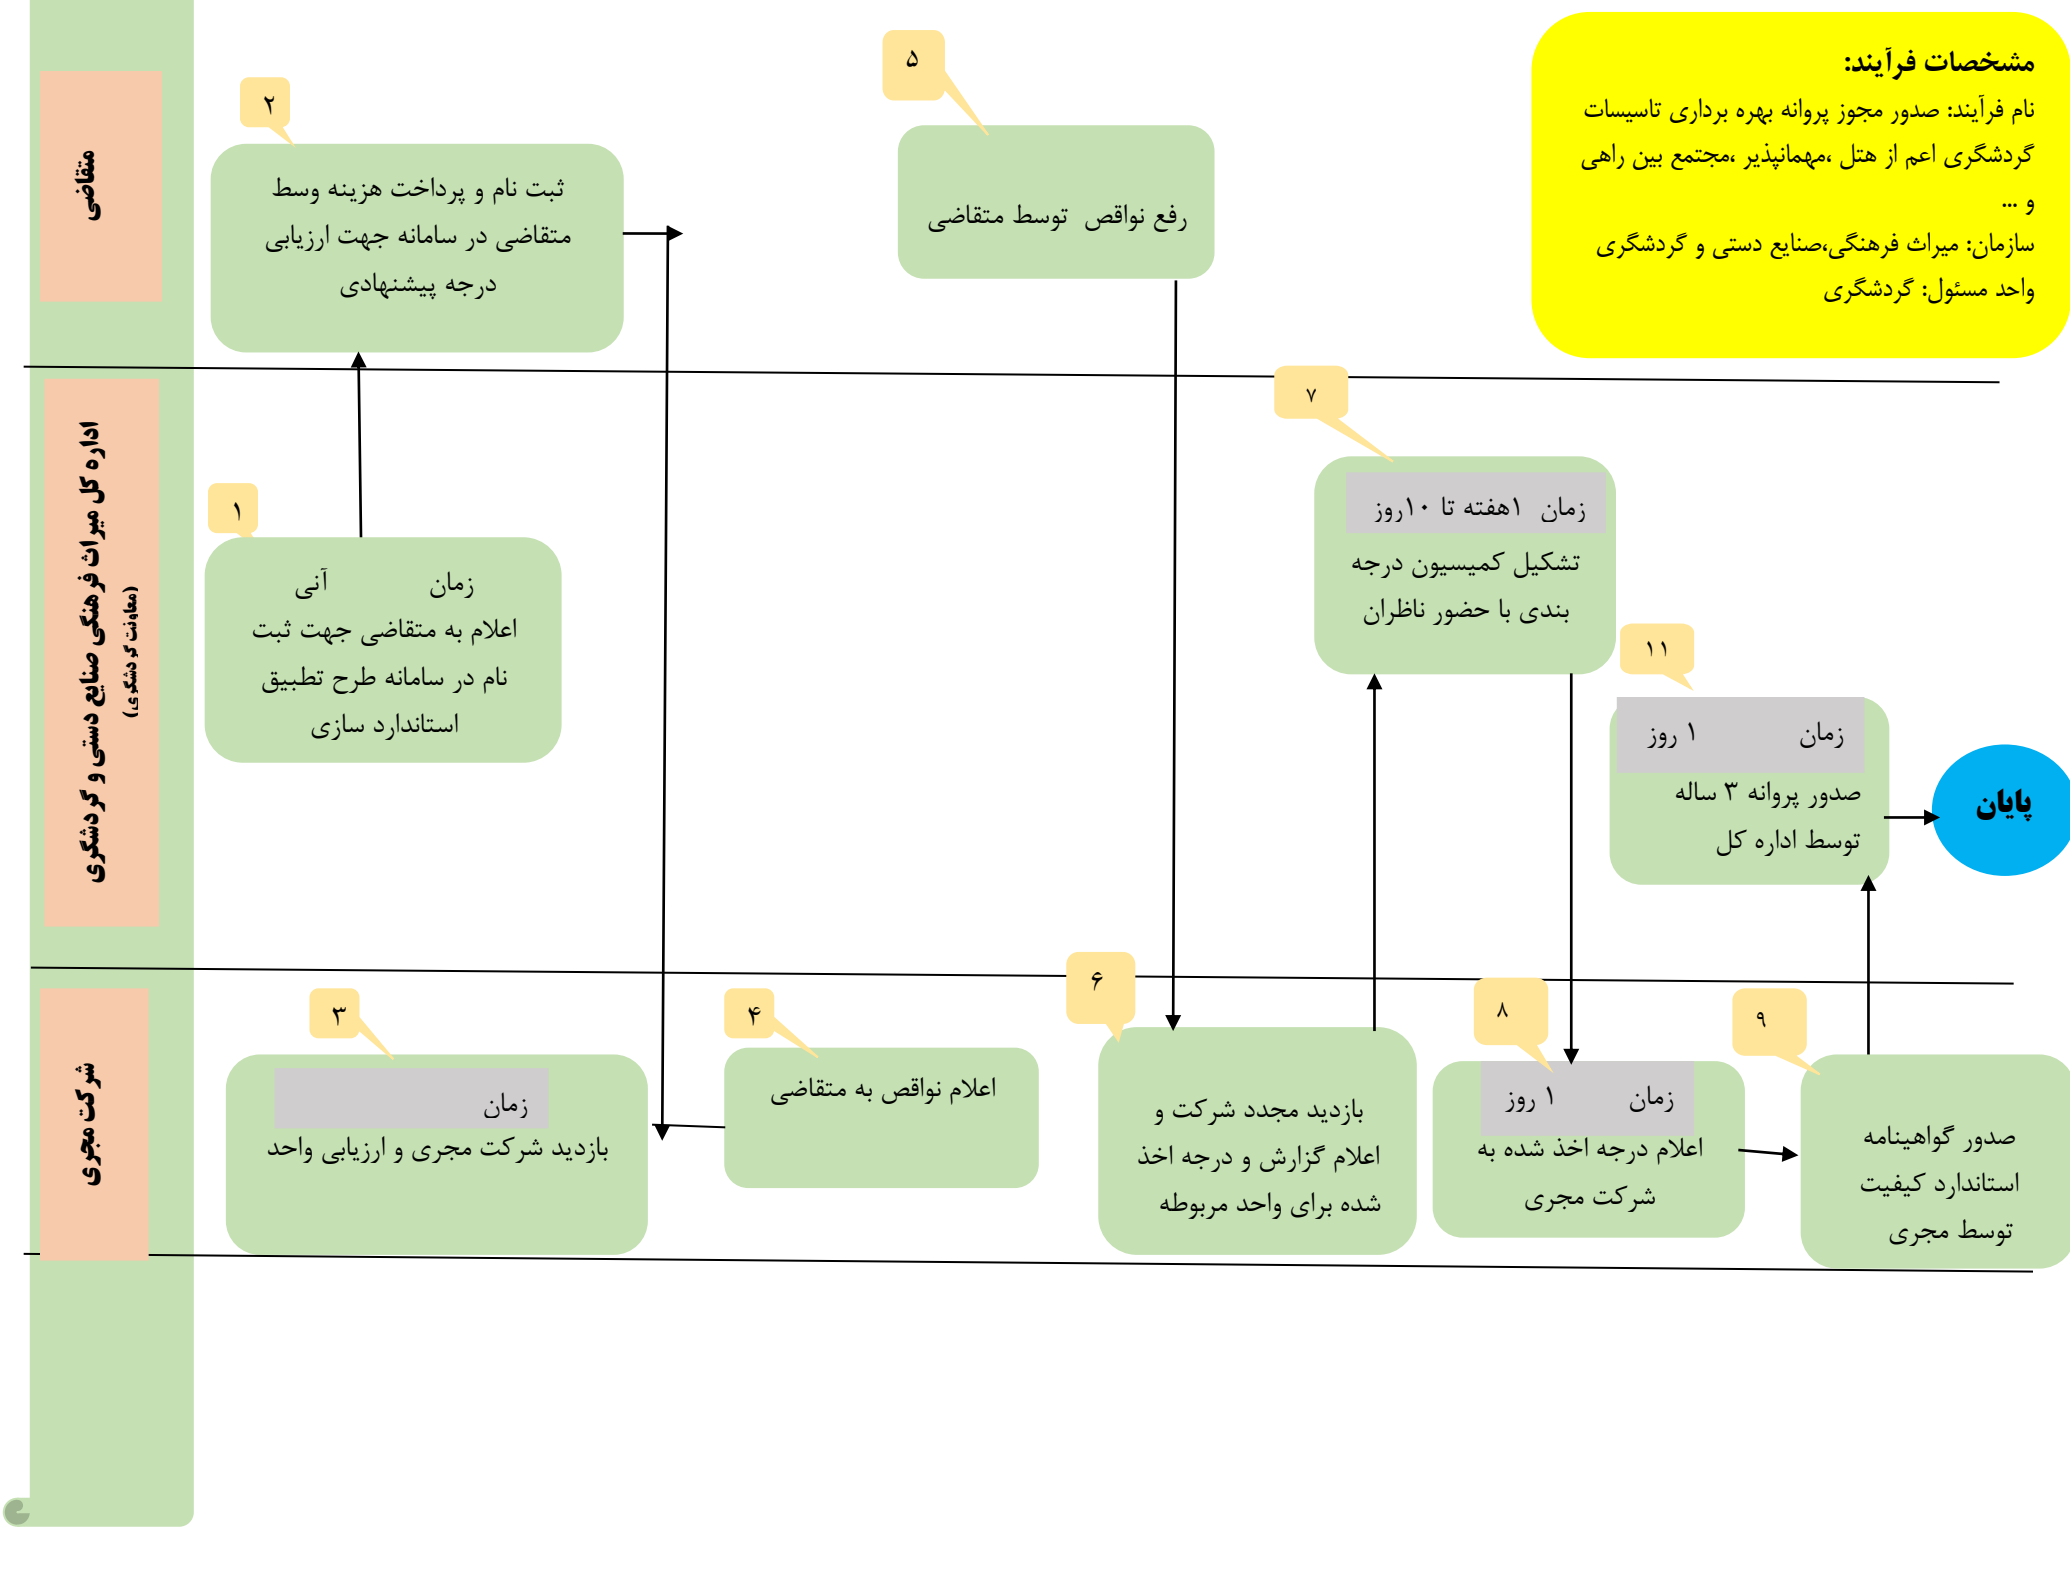 مشخصات فرآیند:
نام فرآیند: صدور مجوز پروانه بهره برداری تاسیسات
گردشگری اعم از هتل ،مهمانپذیر ،مجتمع بین راهی
و ...
سازمان: میراث فرهنگی،صنایع دستی و گردشگری
واحد مسئول: گردشگری
متقاضی
۲
ثبت نام و پرداخت هزینه وسط
متقاضی در سامانه جهت ارزیابی
درجه پیشنهادی
۵
رفع نواقص توسط متقاضی
اداره کل میراث فرهنگی صنایع دستی و گردشگری
(معاونت گردشگری)
۱
زمان آنی
اعلام به متقاضی جهت ثبت
نام در سامانه طرح تطبیق
استاندارد سازی
۷
زمان ۱هفته تا ۱۰روز
تشکیل کمیسیون درجه
بندی با حضور ناظران
۱۱
زمان ۱ روز
صدور پروانه ۳ ساله
توسط اداره کل
پایان
شرکت مجری
۳
زمان
بازدید شرکت مجری و ارزیابی واحد
۴
اعلام نواقص به متقاضی
۶
بازدید مجدد شرکت و
اعلام گزارش و درجه اخذ
شده برای واحد مربوطه
۸
زمان ۱ روز
اعلام درجه اخذ شده به
شرکت مجری
۹
صدور گواهینامه
استاندارد کیفیت
توسط مجری